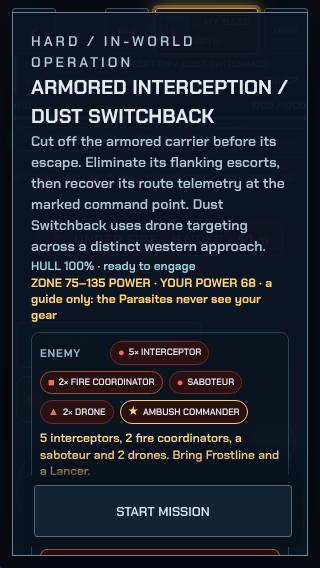 HARD / IN-WORLD
OPERATION
ARMORED INTERCEPTION /
DUST SWITCHBACK
Cut off the armored carrier before its
escape. Eliminate its flanking escorts,
then recover its route telemetry at the
marked command point. Dust
Switchback uses drone targeting
across a distinct western approach.
HULL 100% · ready to engage
ZONE 75–135 POWER · YOUR POWER 68 · a
guide only: the Parasites never see your
gear
ENEMY
5× INTERCEPTOR
2× FIRE COORDINATOR
SABOTEUR
2× DRONE
AMBUSH COMMANDER
5 interceptors, 2 fire coordinators, a
saboteur and 2 drones. Bring Frostline and
a Lancer.
START MISSION